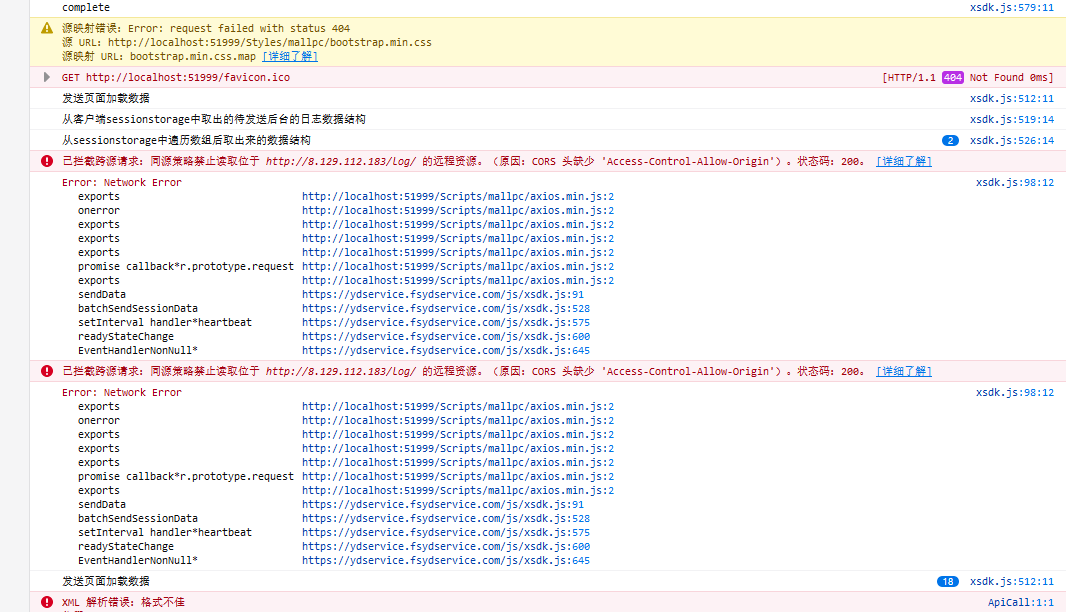 complete xsdk.js:579:11
源映射错误: Error: request failed with status 404
源 URL: http://localhost:51999/Styles/mallpc/bootstrap.min.css
源映射 URL: bootstrap.min.css.map [详细了解]
GET http://localhost:51999/favicon.ico [HTTP/1.1 404 Not Found 0ms]
发送页面加载数据 xsdk.js:512:11
从客户端sessionstorage中取出的待发送后台的日志数据结构 xsdk.js:519:14
从sessionstorage中遍历数组后取出来的数据结构 2 xsdk.js:526:14
已拦截跨源请求: 同源策略禁止读取位于 http://8.129.112.183/log/ 的远程资源。（原因: CORS 头缺少 'Access-Control-Allow-Origin'）。状态码: 200。 [详细了解]
Error: Network Error xsdk.js:98:12
exports http://localhost:51999/Scripts/mallpc/axios.min.js:2
onerror http://localhost:51999/Scripts/mallpc/axios.min.js:2
exports http://localhost:51999/Scripts/mallpc/axios.min.js:2
exports http://localhost:51999/Scripts/mallpc/axios.min.js:2
exports http://localhost:51999/Scripts/mallpc/axios.min.js:2
promise callback*r.prototype.request http://localhost:51999/Scripts/mallpc/axios.min.js:2
exports http://localhost:51999/Scripts/mallpc/axios.min.js:2
sendData https://ydservice.fsydservice.com/js/xsdk.js:91
batchSendSessionData https://ydservice.fsydservice.com/js/xsdk.js:528
setInterval handler*heartbeat https://ydservice.fsydservice.com/js/xsdk.js:575
readyStateChange https://ydservice.fsydservice.com/js/xsdk.js:600
EventHandlerNonNull* https://ydservice.fsydservice.com/js/xsdk.js:645
已拦截跨源请求: 同源策略禁止读取位于 http://8.129.112.183/log/ 的远程资源。（原因: CORS 头缺少 'Access-Control-Allow-Origin'）。状态码: 200。 [详细了解]
Error: Network Error xsdk.js:98:12
exports http://localhost:51999/Scripts/mallpc/axios.min.js:2
onerror http://localhost:51999/Scripts/mallpc/axios.min.js:2
exports http://localhost:51999/Scripts/mallpc/axios.min.js:2
exports http://localhost:51999/Scripts/mallpc/axios.min.js:2
exports http://localhost:51999/Scripts/mallpc/axios.min.js:2
promise callback*r.prototype.request http://localhost:51999/Scripts/mallpc/axios.min.js:2
exports http://localhost:51999/Scripts/mallpc/axios.min.js:2
sendData https://ydservice.fsydservice.com/js/xsdk.js:91
batchSendSessionData https://ydservice.fsydservice.com/js/xsdk.js:528
setInterval handler*heartbeat https://ydservice.fsydservice.com/js/xsdk.js:575
readyStateChange https://ydservice.fsydservice.com/js/xsdk.js:600
EventHandlerNonNull* https://ydservice.fsydservice.com/js/xsdk.js:645
发送页面加载数据 18 xsdk.js:512:11
XML 解析错误: 格式不佳 ApiCall:1:1